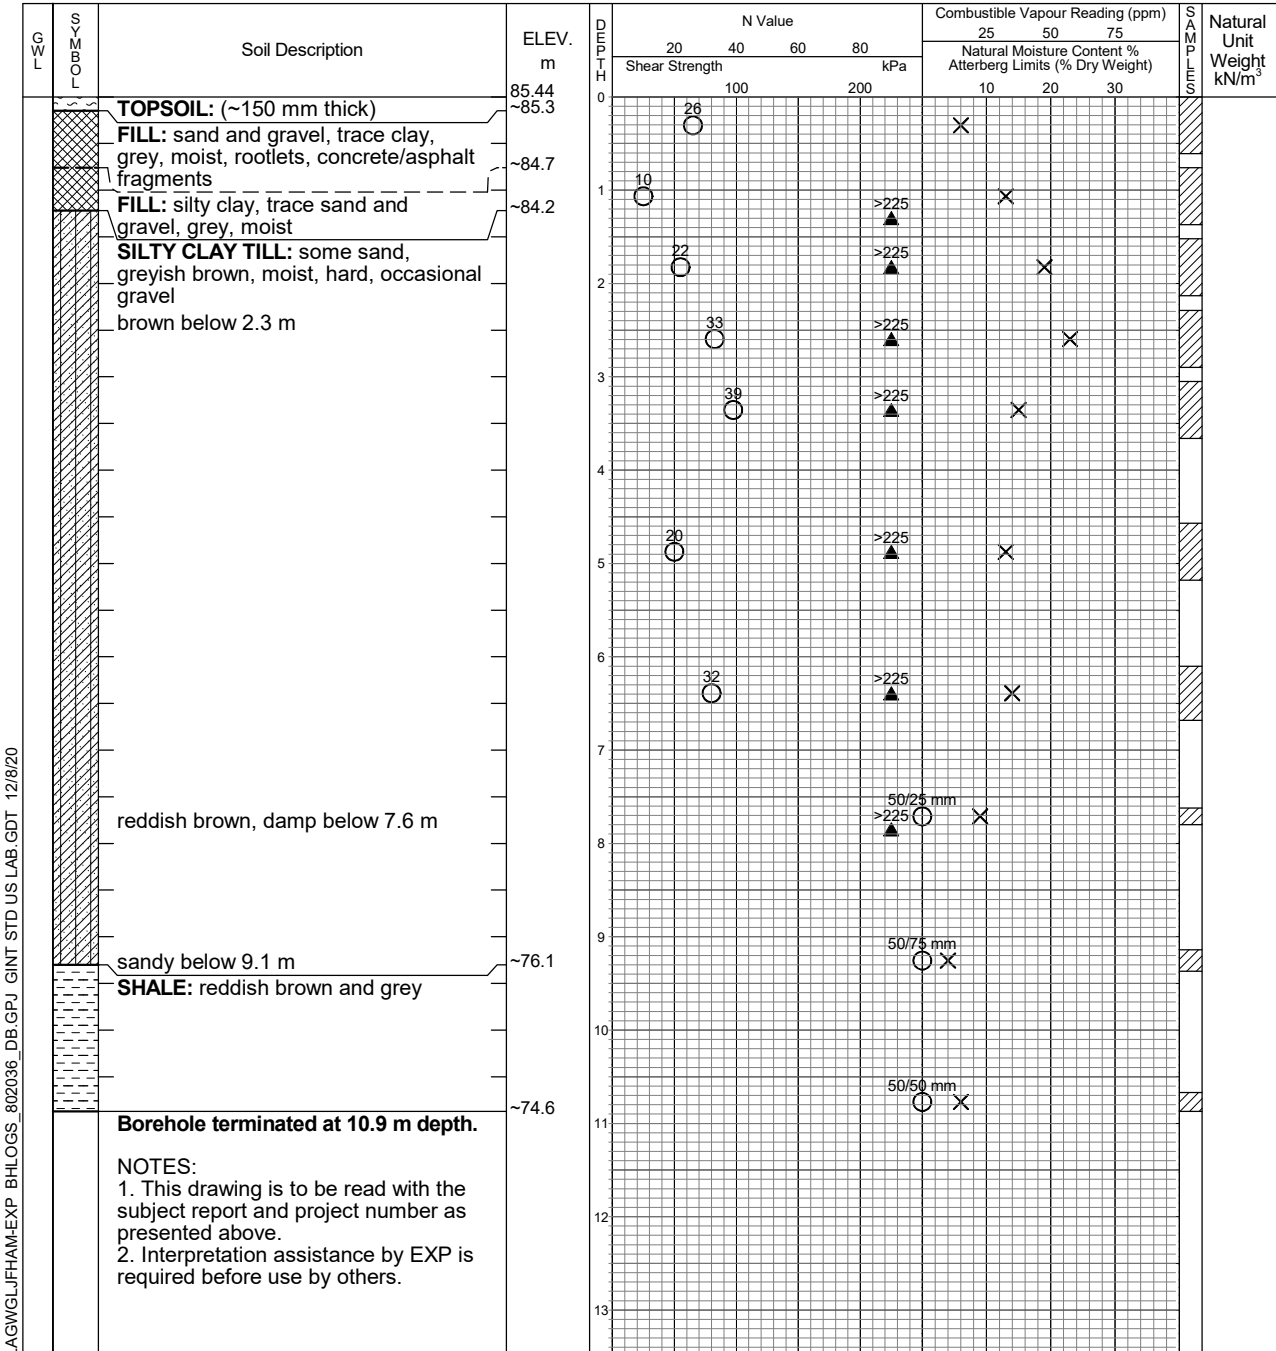 GWL
SYMBOL
Soil Description
ELEV.
m
DEPTH
N Value
20 40 60 80
Shear Strength kPa
100 200
Combustible Vapour Reading (ppm)
25 50 75
Natural Moisture Content %
Atterberg Limits (% Dry Weight)
10 20 30
SAMPLES
Natural
Unit
Weight
kN/m³
85.44
0
TOPSOIL: (~150 mm thick)
~85.3
FILL: sand and gravel, trace clay,
grey, moist, rootlets, concrete/asphalt
fragments
~84.7
26
FILL: silty clay, trace sand and
gravel, grey, moist
~84.2
1
10
>225
SILTY CLAY TILL: some sand,
greyish brown, moist, hard, occasional
gravel
22
>225
2
brown below 2.3 m
33
>225
3
39
>225
4
20
>225
5
6
32
>225
7
50/25 mm
>225
reddish brown, damp below 7.6 m
8
9
50/75 mm
sandy below 9.1 m
~76.1
SHALE: reddish brown and grey
10
50/50 mm
~74.6
11
Borehole terminated at 10.9 m depth.
NOTES:
1. This drawing is to be read with the
subject report and project number as
presented above.
2. Interpretation assistance by EXP is
required before use by others.
12
13
AGWGLJFHAM-EXP BHLOGS_802036_DB.GPJ GINT STD US LAB.GDT 12/8/20